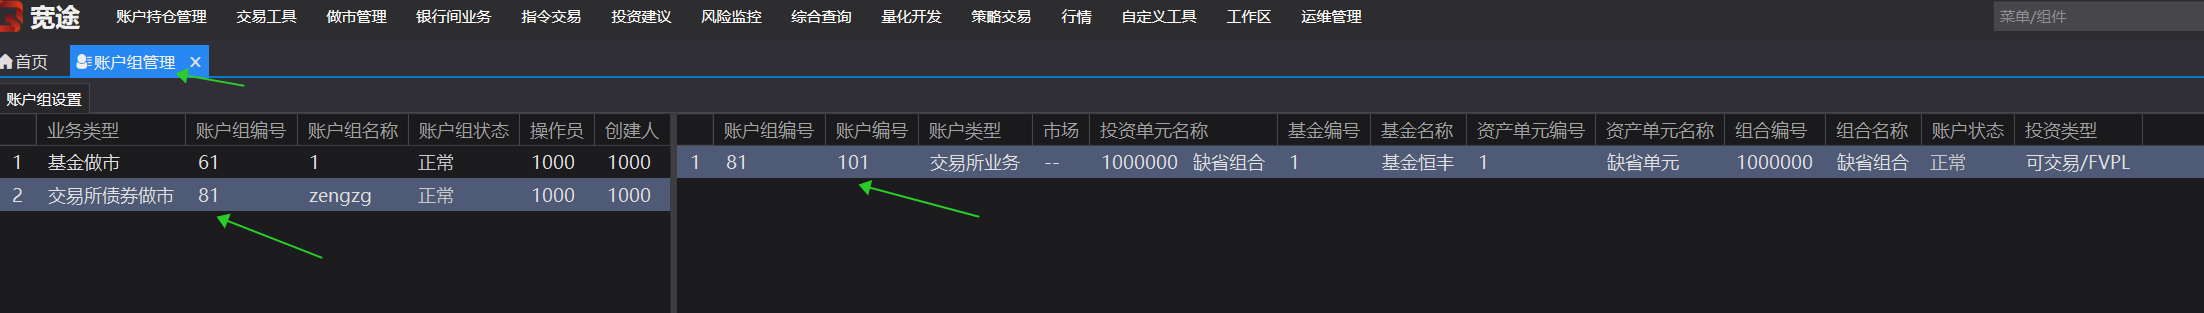 宽途 账户持仓管理 交易工具 做市管理 银行间业务 指令交易 投资建议 风险监控 综合查询 量化开发 策略交易 行情 自定义工具 工作区 运维管理 菜单/组件
首页 账户组管理 ×
账户组设置
业务类型 账户组编号 账户组名称 账户组状态 操作员 创建人 账户组编号 账户编号 账户类型 市场 投资单元名称 基金编号 基金名称 资产单元编号 资产单元名称 组合编号 组合名称 账户状态 投资类型
1 基金做市 61 1 正常 1000 1000 1 81 101 交易所业务 -- 1000000 缺省组合 1 基金恒丰 1 缺省单元 1000000 缺省组合 正常 可交易/FVPL
2 交易所债券做市 81 zengzg 正常 1000 1000